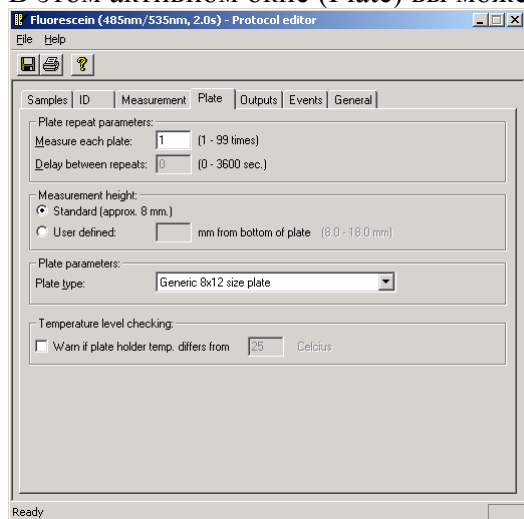 В этом активном окне (Plate) вы може
Fluorescein (485nm/535nm, 2.0s) - Protocol editor
File Help
Samples ID Measurement Plate Outputs Events General
Plate repeat parameters:
Measure each plate: 1 (1 - 99 times)
Delay between repeats: 0 (0 - 3600 sec.)
Measurement height:
Standard (approx. 8 mm.)
User defined: mm from bottom of plate (8.0 - 18.0 mm)
Plate parameters:
Plate type: Generic 8x12 size plate
Temperature level checking:
Warn if plate holder temp. differs from 25 Celcius
Ready